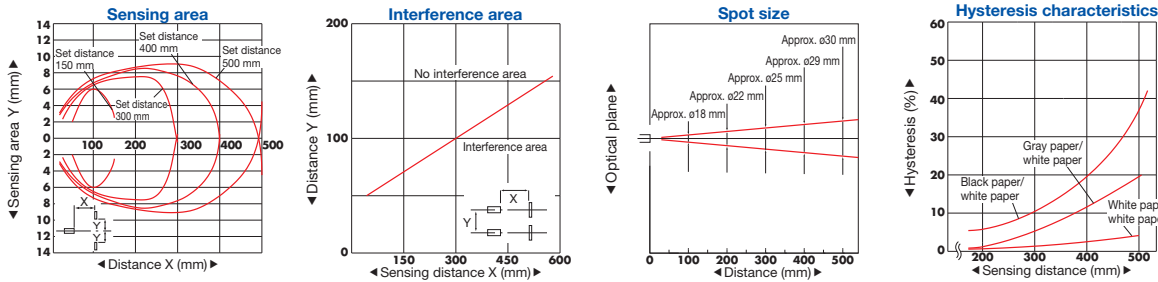 Sensing area
14
12
10
8
6
4
2
0
2
4
6
8
10
12
14
◀Sensing area Y (mm)▶
Set distance
150 mm
Set distance
400 mm
Set distance
500 mm
Set distance
300 mm
100
200
300
400
500
X
Y
Y
◀Distance X (mm)▶
Interference area
200
150
100
50
0
◀Distance Y (mm)▶
No interference area
Interference area
X
Y
150
300
450
600
◀Sensing distance X (mm)▶
Spot size
◀Optical plane▶
Approx. ø30 mm
Approx. ø29 mm
Approx. ø25 mm
Approx. ø22 mm
Approx. ø18 mm
0
100
200
300
400
500
◀Distance (mm)▶
Hysteresis characteristics
60
50
40
30
20
10
0
◀Hysteresis (%)▶
Gray paper/
white paper
Black paper/
white paper
White pap
white pape
200
300
400
500
◀Sensing distance (mm)▶